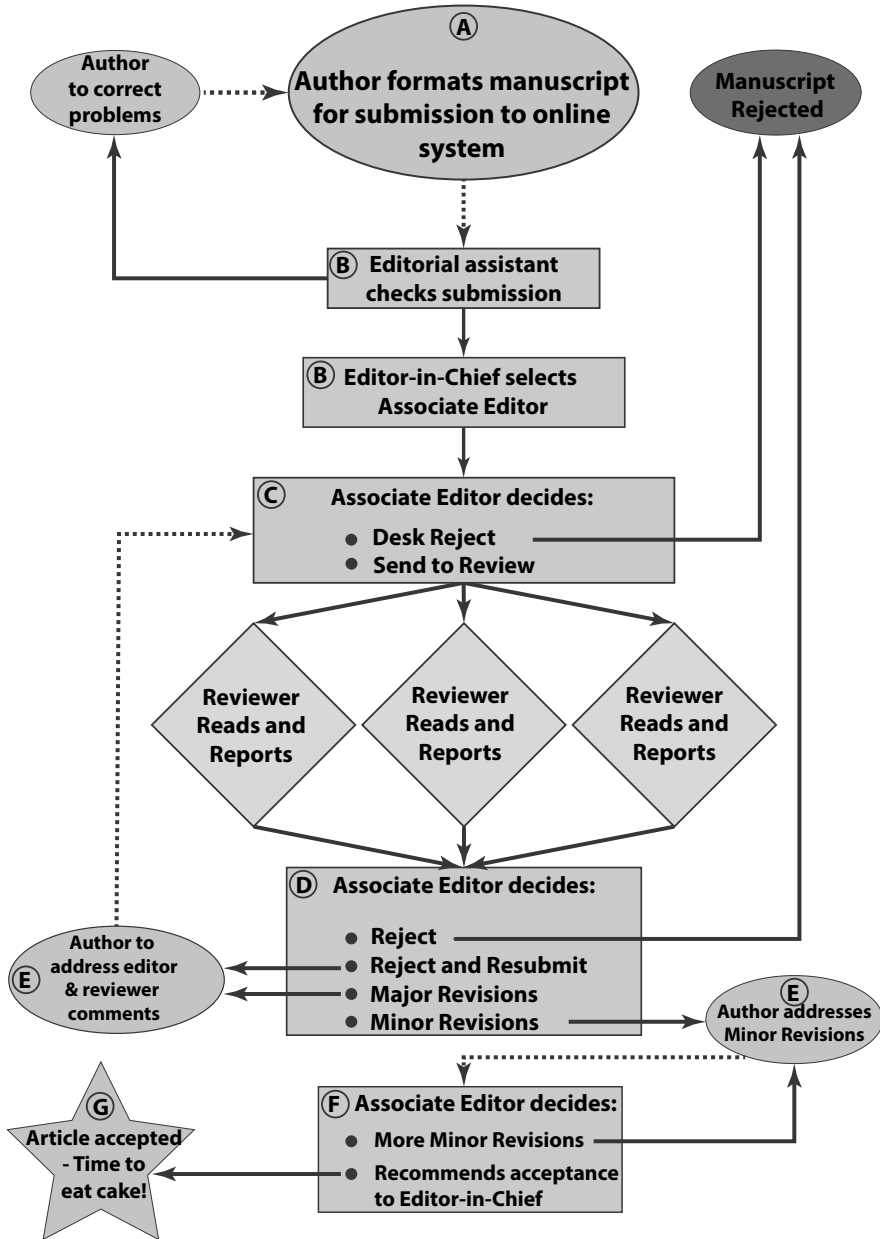 A
Author formats manuscript
for submission to online
system
Author
to correct
problems
Manuscript
Rejected
B
Editorial assistant
checks submission
B
Editor-in-Chief selects
Associate Editor
C
Associate Editor decides:
• Desk Reject
• Send to Review
Reviewer
Reads and
Reports
Reviewer
Reads and
Reports
Reviewer
Reads and
Reports
D
Associate Editor decides:
• Reject
• Reject and Resubmit
• Major Revisions
• Minor Revisions
E
Author to
address editor
& reviewer
comments
E
Author addresses
Minor Revisions
F
Associate Editor decides:
• More Minor Revisions
• Recommends acceptance
to Editor-in-Chief
G
Article accepted
- Time to
eat cake!